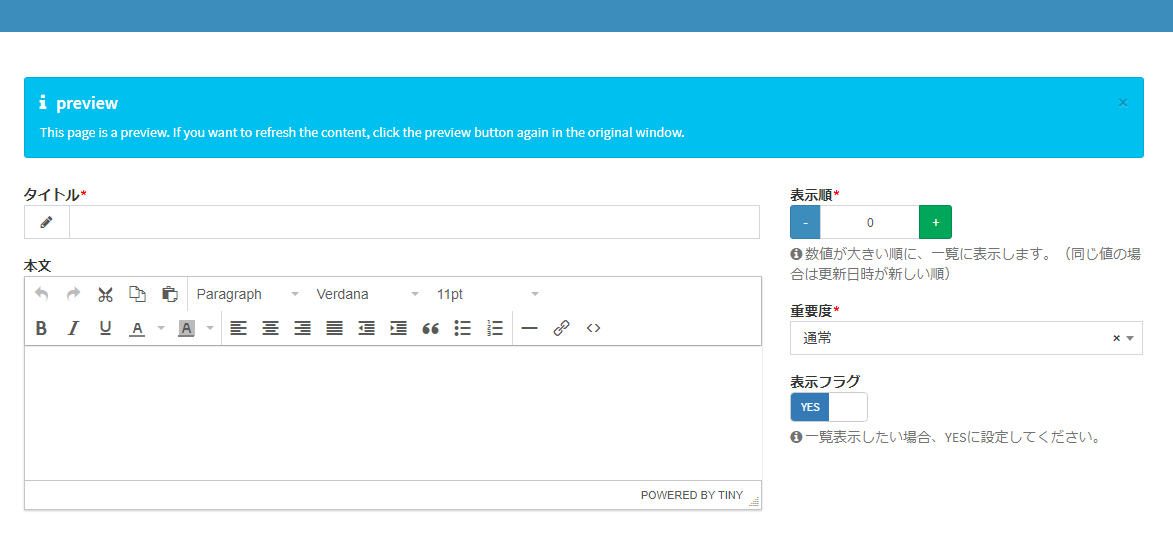 preview
×
This page is a preview. If you want to refresh the content, click the preview button again in the original window.
タイトル*
本文
Paragraph Verdana 11pt
B I U A A
POWERED BY TINY
表示順*
- 0 +
数値が大きい順に、一覧に表示します。（同じ値の場
合は更新日時が新しい順）
重要度*
通常 ×
表示フラグ
YES
一覧表示したい場合、YESに設定してください。